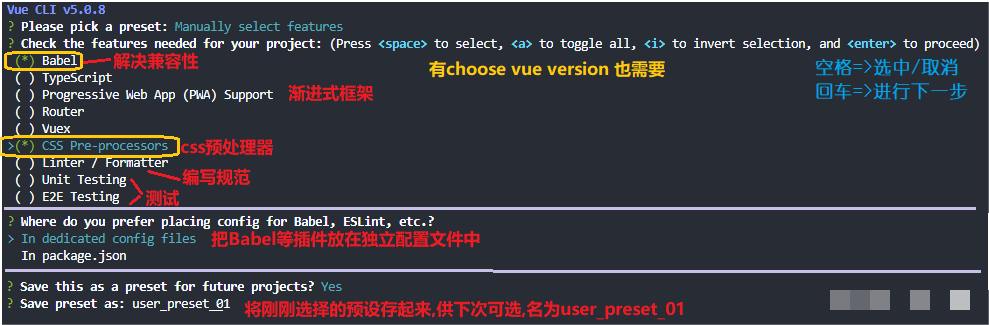 Vue CLI v5.0.8
? Please pick a preset: Manually select features
? Check the features needed for your project: (Press <space> to select, <a> to toggle all, <i> to invert selection, and <enter> to proceed)
(*) Babel 解决兼容性 有choose vue version 也需要 空格=>选中/取消
( ) TypeScript
( ) Progressive Web App (PWA) Support 渐进式框架 回车=>进行下一步
( ) Router
( ) Vuex
>(*) CSS Pre-processors css预处理器
( ) Linter / Formatter
( ) Unit Testing 编写规范
( ) E2E Testing 测试
? Where do you prefer placing config for Babel, ESLint, etc.?
> In dedicated config files 把Babel等插件放在独立配置文件中
In package.json
? Save this as a preset for future projects? Yes
? Save preset as: user_preset_01 将刚刚选择的预设存起来,供下次可选,名为user_preset_01